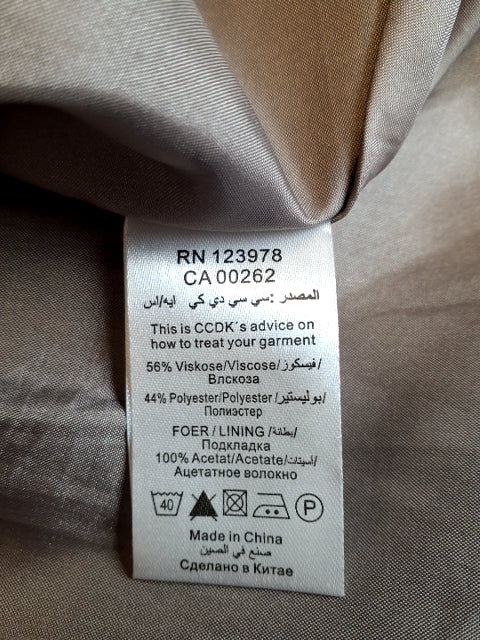 RN 123978
CA 00262
المصدر: سي سي دي كي ايه/اس
This is CCDK´s advice on
how to treat your garment
56% Viskose/Viscose/فيسكوز/
Влскоза
44% Polyester/Polyester/بوليستير/
Полиэстер
FOER / LINING /بطانة/
Подкладка
100% Acetat/Acetate/أسيتات/
Ацетатное волокно
40 P
Made in China
صنع في الصين
Сделано в Китае